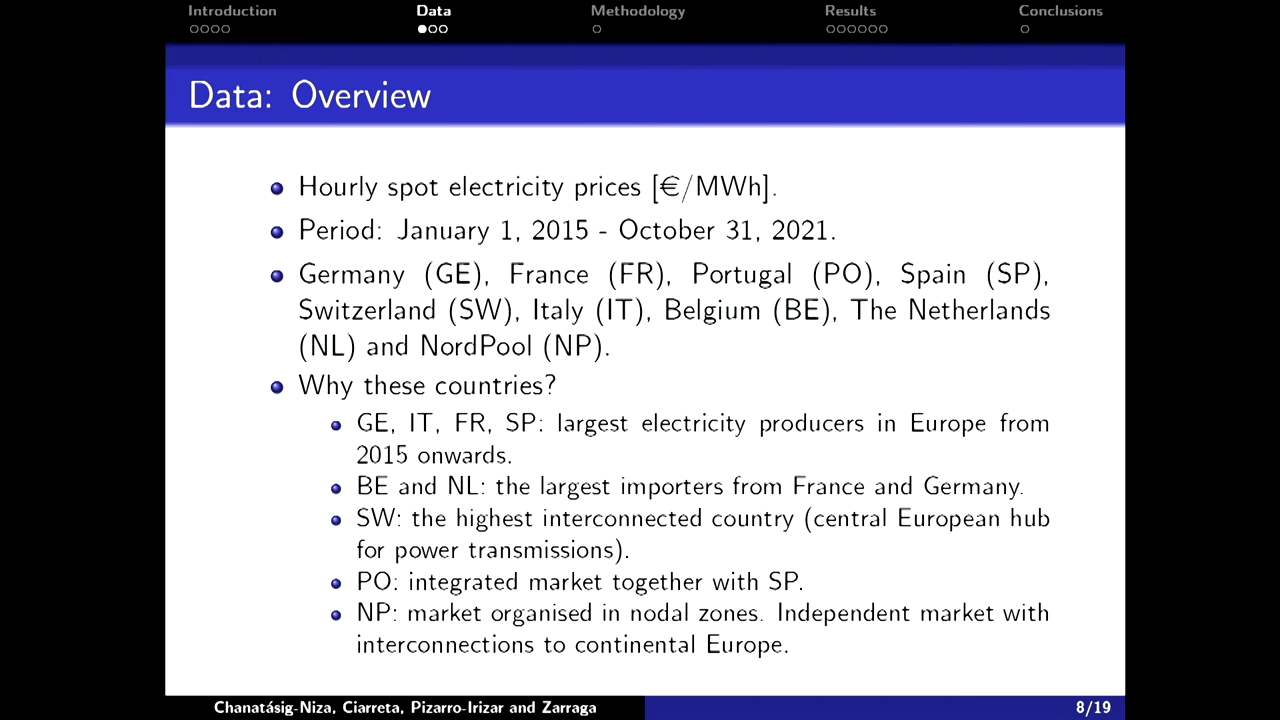 Introduction Data Methodology Results Conclusions
Data: Overview
Hourly spot electricity prices [€/MWh].
Period: January 1, 2015 - October 31, 2021.
Germany (GE), France (FR), Portugal (PO), Spain (SP),
Switzerland (SW), Italy (IT), Belgium (BE), The Netherlands
(NL) and NordPool (NP).
Why these countries?
GE, IT, FR, SP: largest electricity producers in Europe from
2015 onwards.
BE and NL: the largest importers from France and Germany.
SW: the highest interconnected country (central European hub
for power transmissions).
PO: integrated market together with SP.
NP: market organised in nodal zones. Independent market with
interconnections to continental Europe.
Chanatásig-Niza, Ciarreta, Pizarro-Irizar and Zarraga 8/19